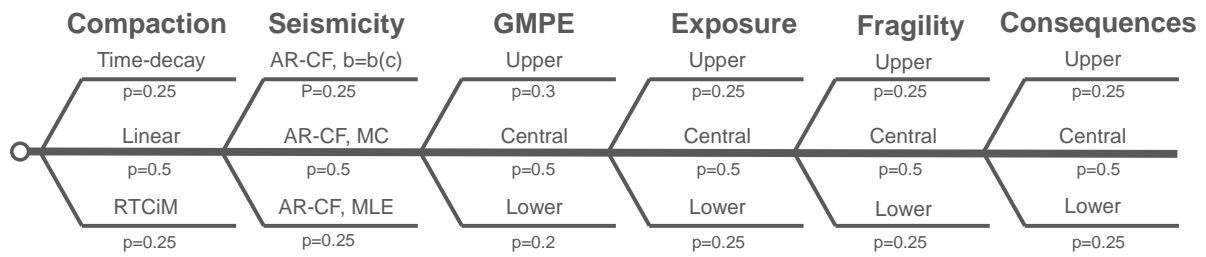 Compaction Seismicity GMPE Exposure Fragility Consequences
Time-decay AR-CF, b=b(c) Upper Upper Upper Upper
p=0.25 P=0.25 p=0.3 p=0.25 p=0.25 p=0.25
Linear AR-CF, MC Central Central Central Central
p=0.5 p=0.5 p=0.5 p=0.5 p=0.5 p=0.5
RTCiM AR-CF, MLE Lower Lower Lower Lower
p=0.25 p=0.25 p=0.2 p=0.25 p=0.25 p=0.25